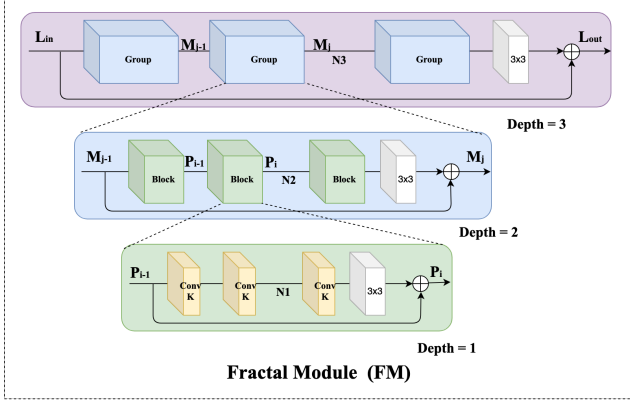 Lin Mj-1 Mj Lout
Group Group N3 Group 3x3
Depth = 3
Mj-1 Pi-1 Pi Mj
Block Block N2 Block 3x3
Depth = 2
Pi-1 Pi
Conv K Conv K N1 Conv K 3x3
Depth = 1
Fractal Module (FM)